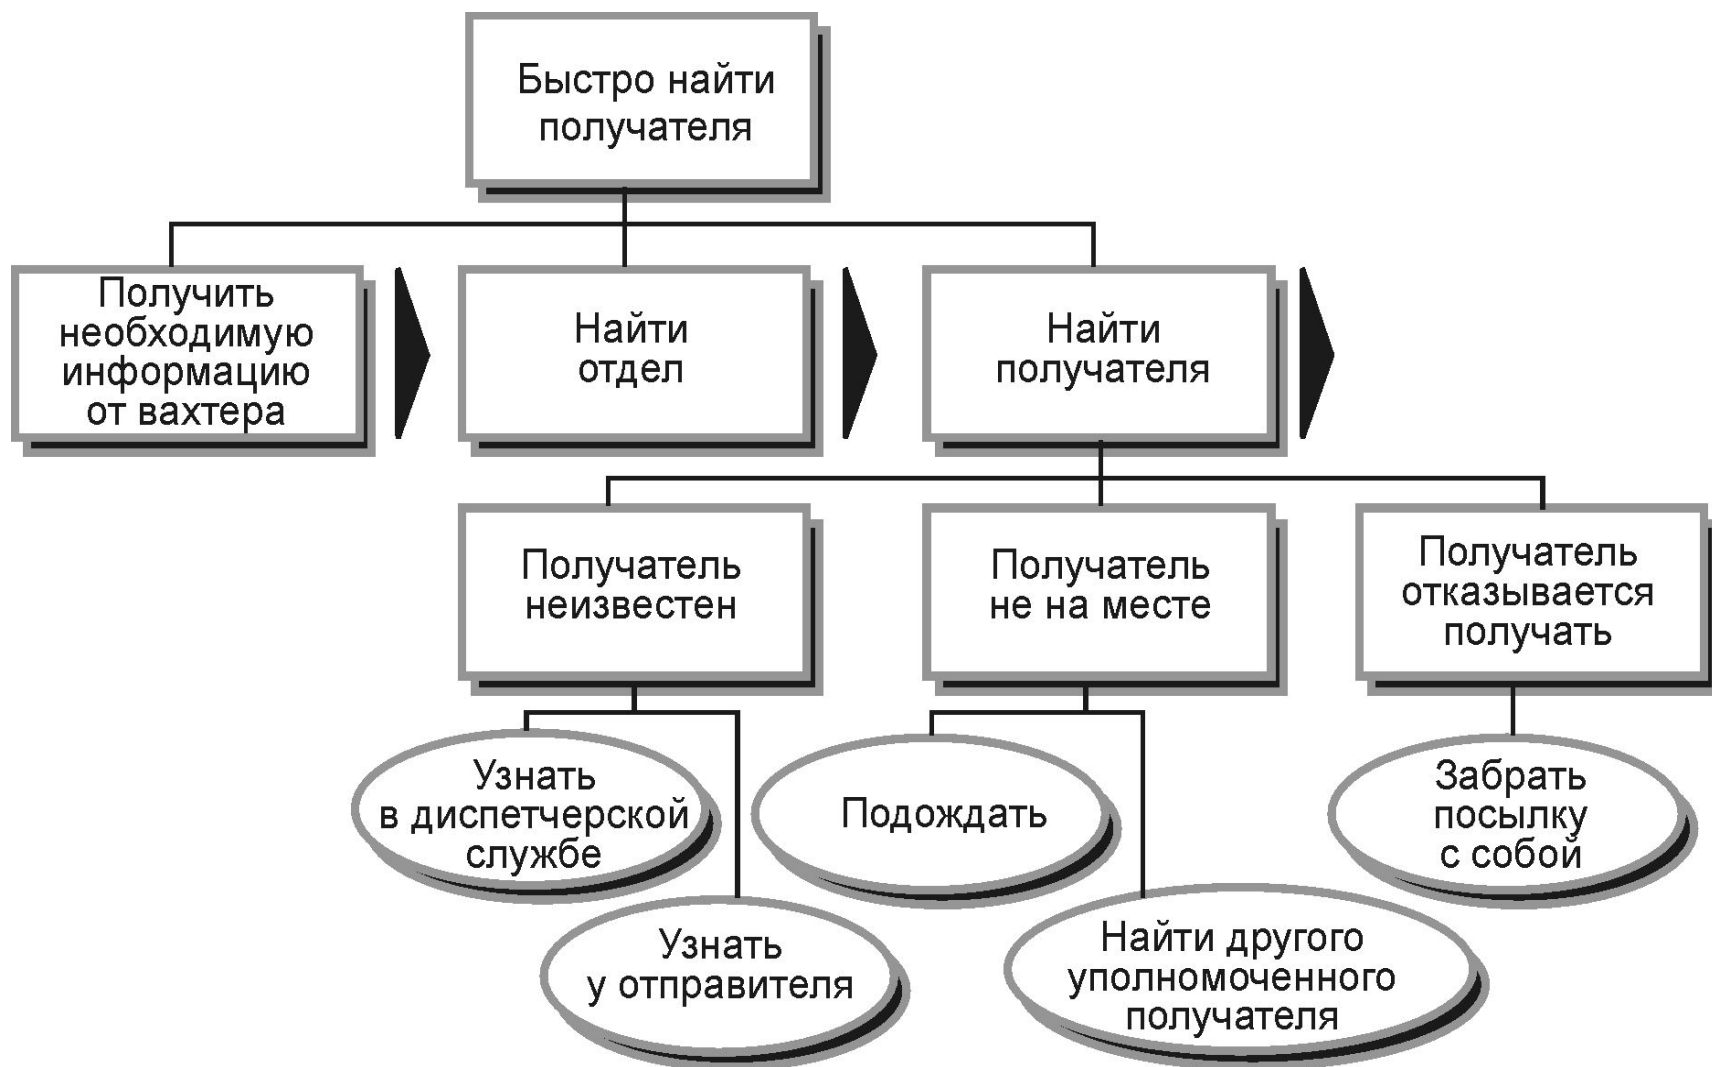 Быстро найти
получателя
Получить
необходимую
информацию
от вахтера
Найти
отдел
Найти
получателя
Получатель
неизвестен
Получатель
не на месте
Получатель
отказывается
получать
Узнать
в диспетчерской
службе
Подождать
Забрать
посылку
с собой
Узнать
у отправителя
Найти другого
уполномоченного
получателя